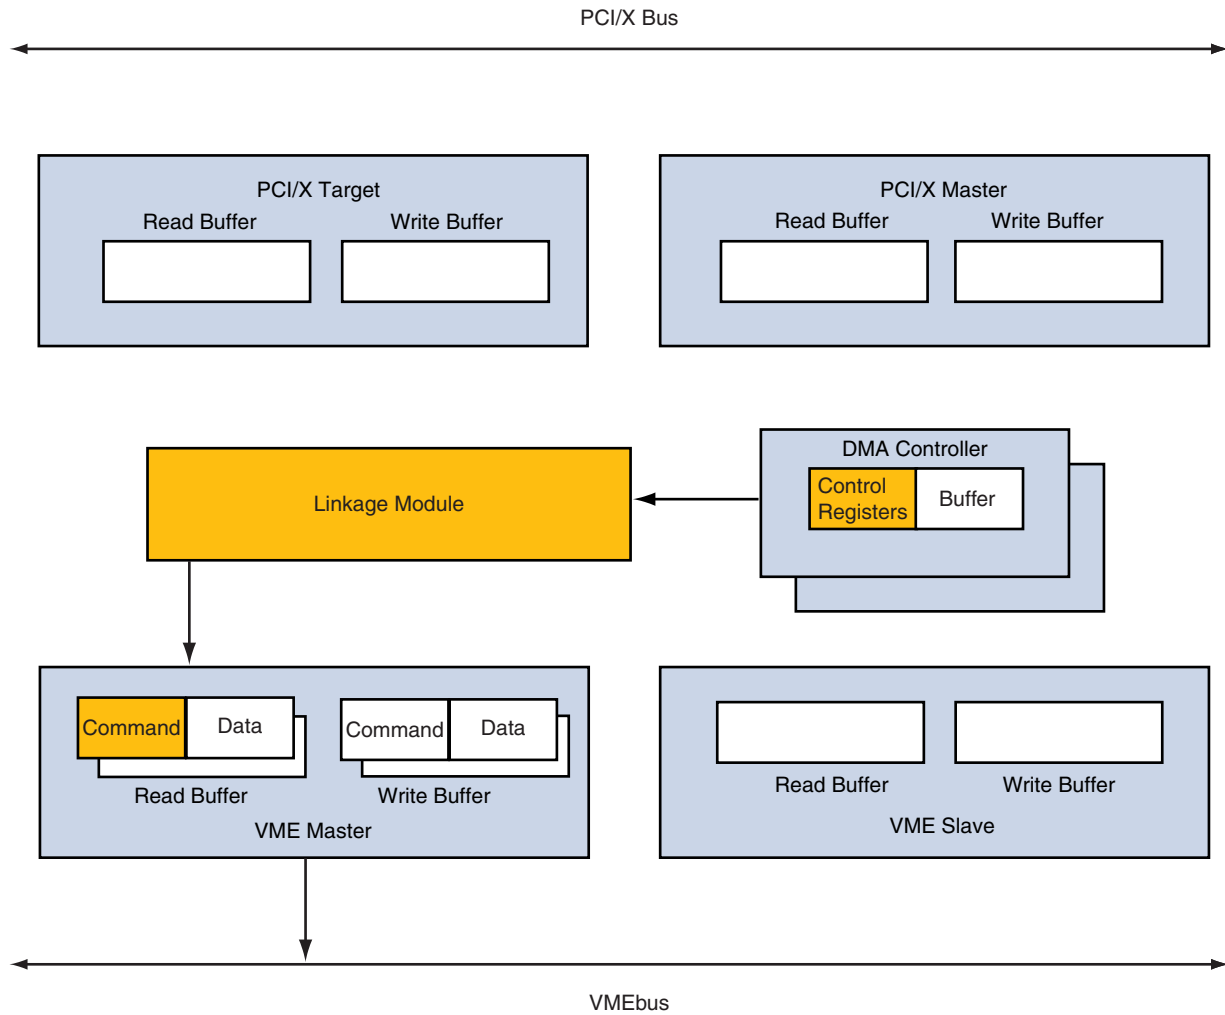 PCI/X Bus
PCI/X Target
Read Buffer
Write Buffer
PCI/X Master
Read Buffer
Write Buffer
Linkage Module
DMA Controller
Control
Registers
Buffer
Command
Data
Command
Data
Read Buffer
Write Buffer
VME Master
Read Buffer
Write Buffer
VME Slave
VMEbus